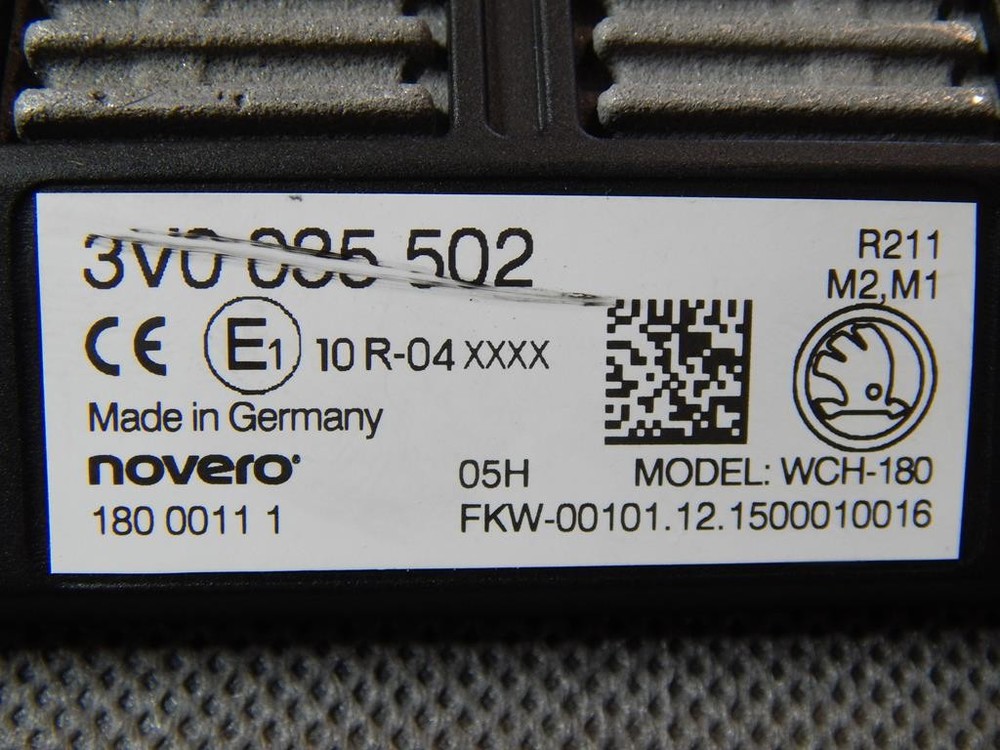 3V0 035 502
R211
M2,M1
CE E1 10 R-04 XXXX
Made in Germany
novero
05H MODEL: WCH-180
180 0011 1 FKW-00101.12.1500010016